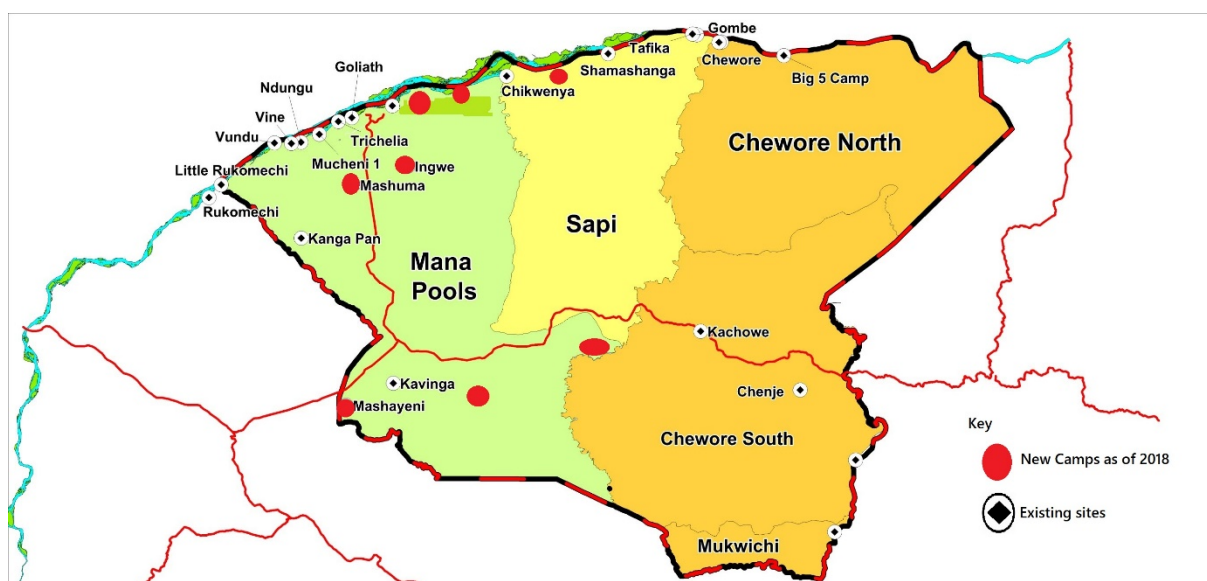 Gombe
Tafika
Goliath
Shamashanga
Chewore
Big 5 Camp
Ndungu
Chikwenya
Vine
Vundu
Trichelia
Chewore North
Mucheni 1
Ingwe
Little Rukomechi
Mashuma
Rukomechi
Sapi
Kanga Pan
Mana
Pools
Kachowe
Kavinga
Chenje
Mashayeni
Key
Chewore South
New Camps as of 2018
Existing sites
Mukwichi